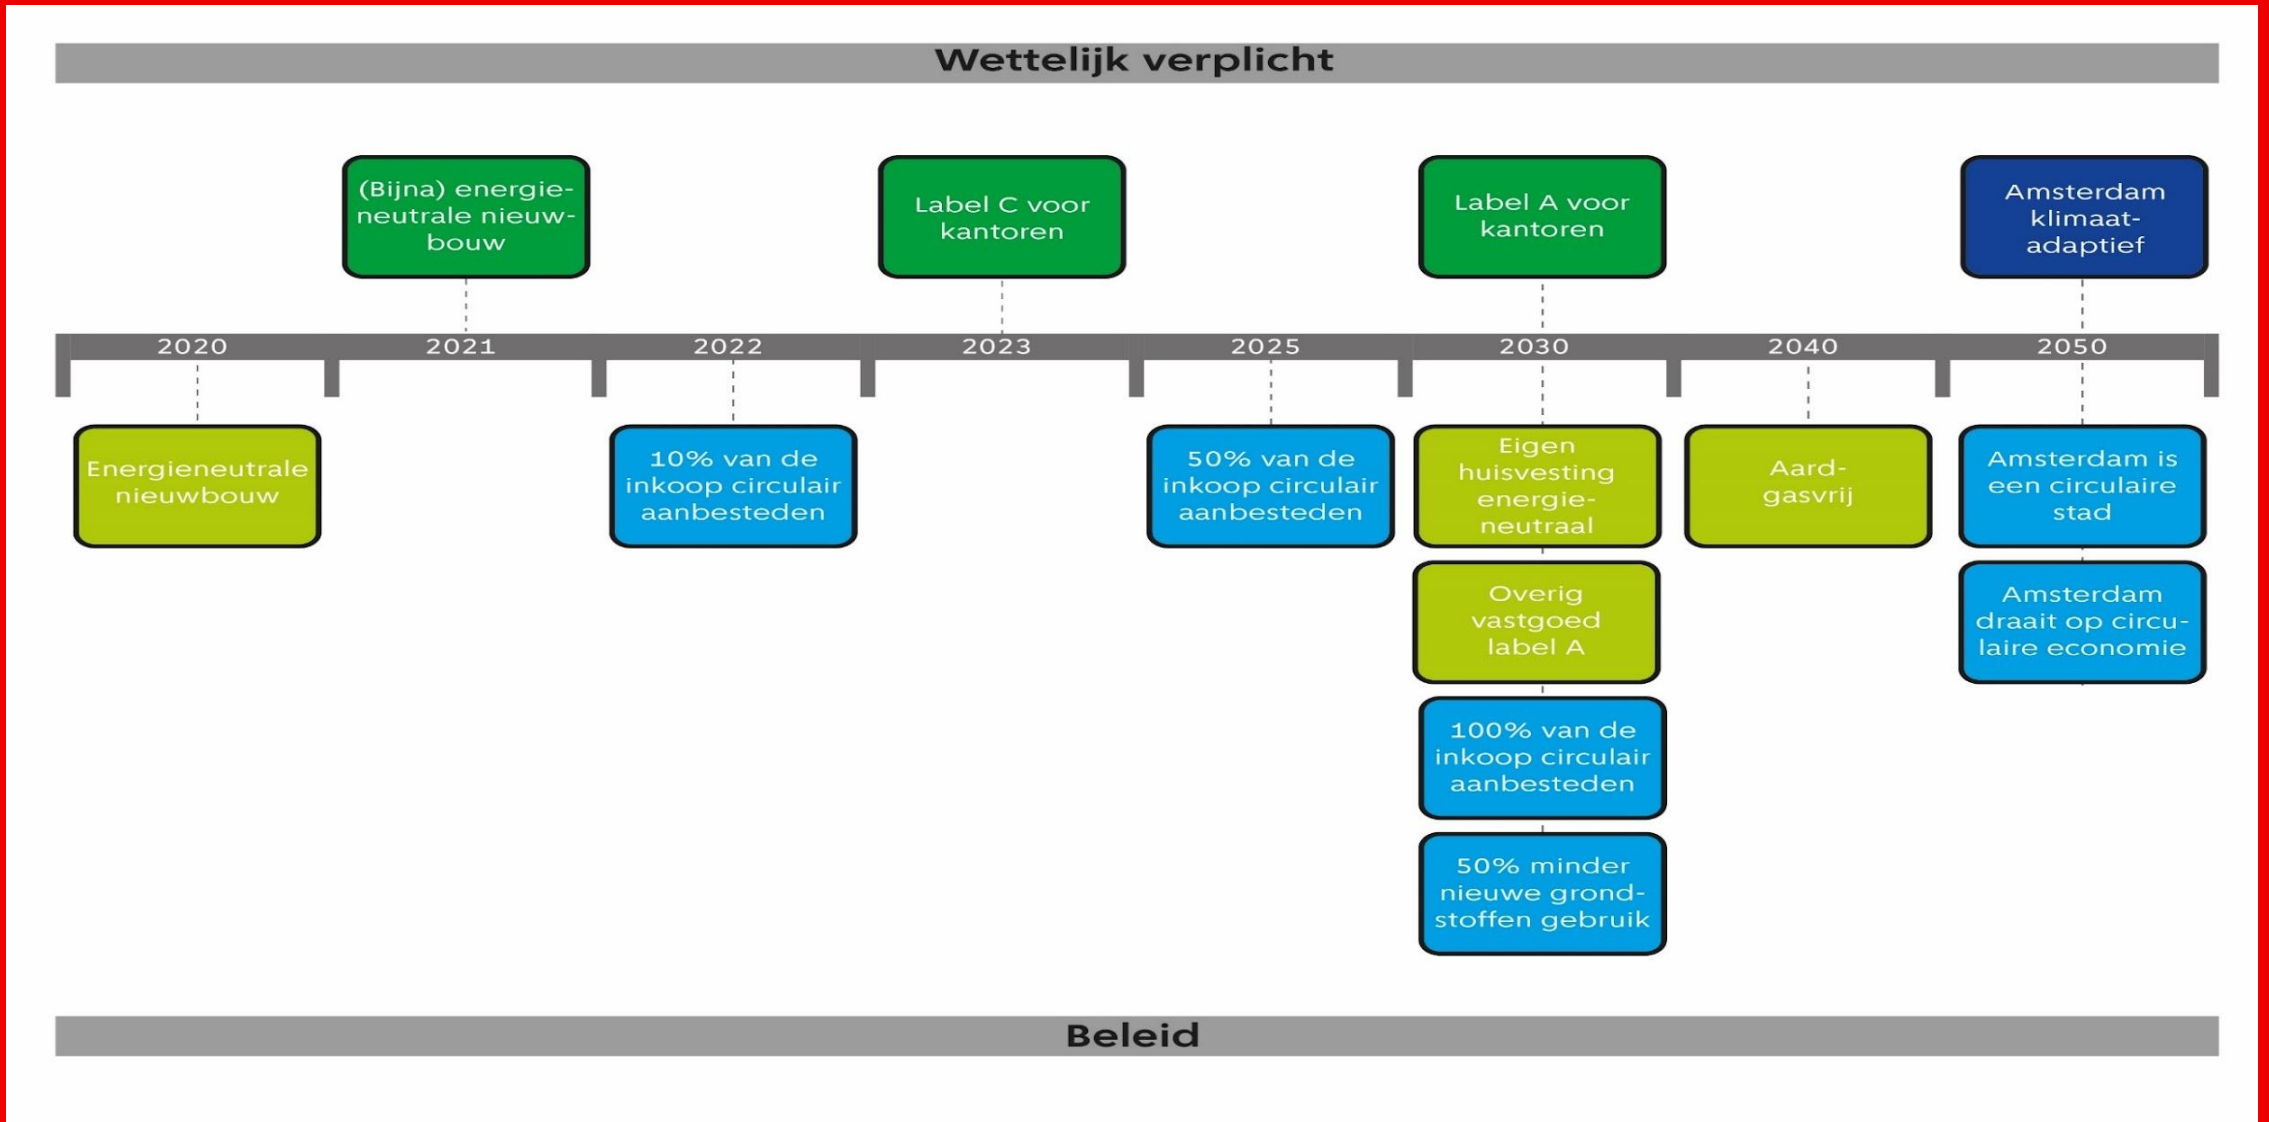 Wettelijk verplicht
(Bijna) energie-
neutrale nieuw-
bouw
Label C voor
kantoren
Label A voor
kantoren
Amsterdam
klimaat-
adaptief
2020
2021
2022
2023
2025
2030
2040
2050
Energieneutrale
nieuwbouw
10% van de
inkoop circulair
aanbesteden
50% van de
inkoop circulair
aanbesteden
Eigen
huisvesting
energie-
neutraal
Aard-
gasvrij
Amsterdam is
een circulaire
stad
Overig
vastgoed
label A
Amsterdam
draait op circu-
laire economie
100% van de
inkoop circulair
aanbesteden
50% minder
nieuwe grond-
stoffen gebruik
Beleid